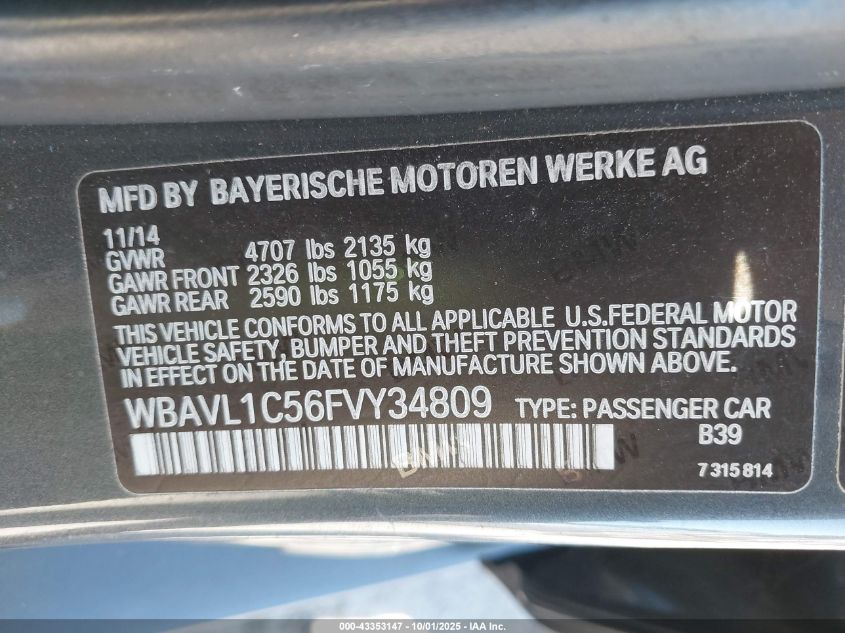 MFD BY BAYERISCHE MOTOREN WERKE AG
11/14
GVWR 4707 lbs 2135 kg
GAWR FRONT 2326 lbs 1055 kg
GAWR REAR 2590 lbs 1175 kg
THIS VEHICLE CONFORMS TO ALL APPLICABLE U.S.FEDERAL MOTOR
VEHICLE SAFETY, BUMPER AND THEFT PREVENTION STANDARDS
IN EFFECT ON THE DATE OF MANUFACTURE SHOWN ABOVE.
WBAVL1C56FVY34809 TYPE: PASSENGER CAR
B39
BMW
7 315 814
000-43353147 - 10/01/2025 - IAA Inc.